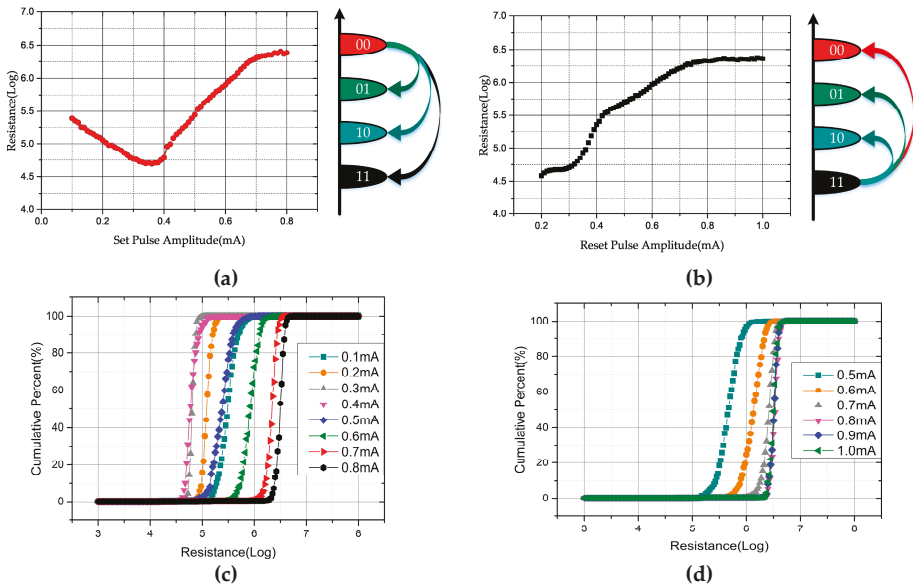 7.0
6.5
6.0
5.5
5.0
4.5
4.0
Resistance(Log)
0.0
0.2
0.4
0.6
0.8
Set Pulse Amplitude(mA)
00
01
10
11
(a)
7.0
6.5
6.0
5.5
5.0
4.5
4.0
Resistance(Log)
0.2
0.4
0.6
0.8
1.0
Reset Pulse Amplitude(mA)
00
01
10
11
(b)
100
80
60
40
20
0
Cumulative Percent(%)
0.1mA
0.2mA
0.3mA
0.4mA
0.5mA
0.6mA
0.7mA
0.8mA
3
4
5
6
7
8
Resistance(Log)
(c)
100
80
60
40
20
0
Cumulative Percent(%)
0.5mA
0.6mA
0.7mA
0.8mA
0.9mA
1.0mA
3
4
5
6
7
8
Resistance(Log)
(d)